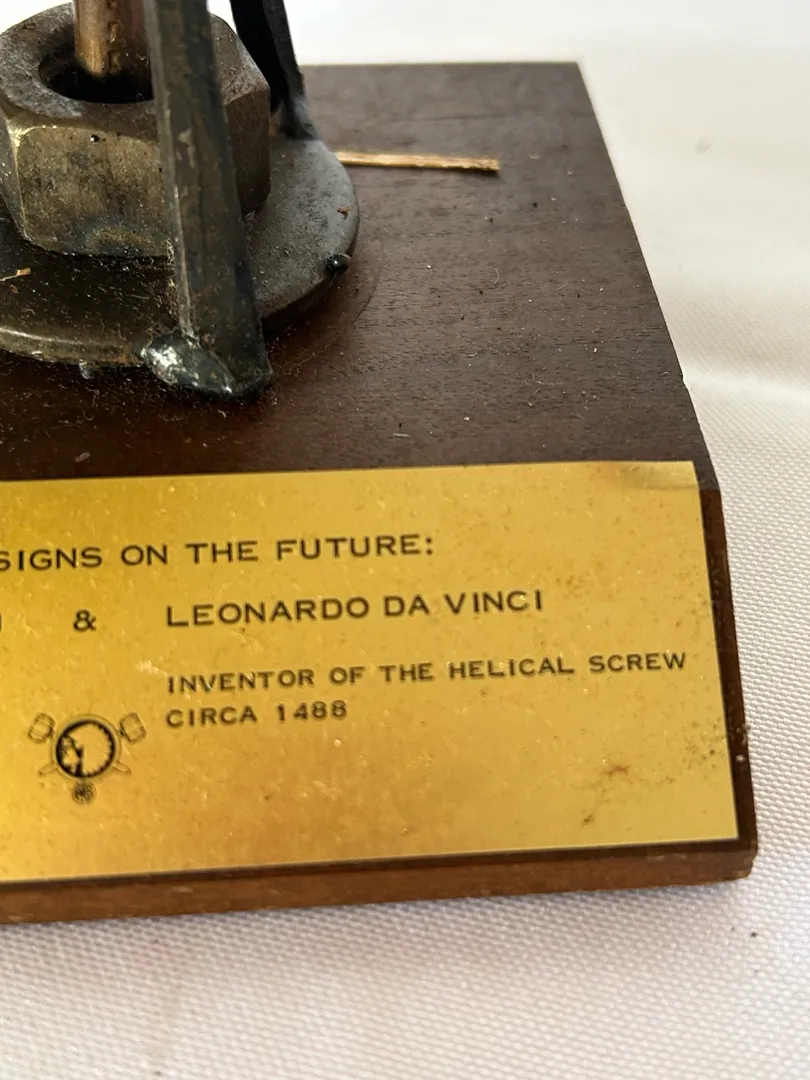 SIGNS ON THE FUTURE:
& LEONARDO DA VINCI
INVENTOR OF THE HELICAL SCREW
CIRCA 1488